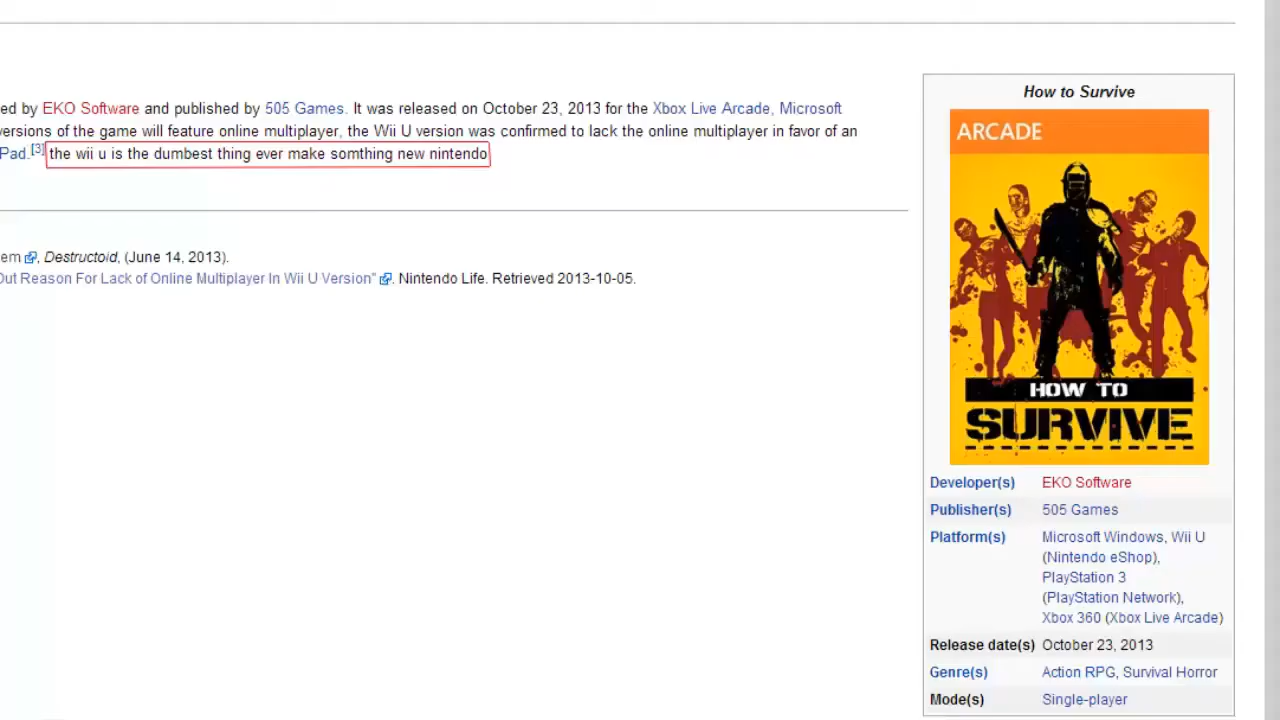 ed by EKO Software and published by 505 Games. It was released on October 23, 2013 for the Xbox Live Arcade, Microsoft
versions of the game will feature online multiplayer, the Wii U version was confirmed to lack the online multiplayer in favor of an
Pad.[3] the wii u is the dumbest thing ever make somthing new nintendo
em, Destructoid, (June 14, 2013).
Out Reason For Lack of Online Multiplayer In Wii U Version". Nintendo Life. Retrieved 2013-10-05.
How to Survive
ARCADE
HOW TO
SURVIVE
Developer(s) EKO Software
Publisher(s) 505 Games
Platform(s) Microsoft Windows, Wii U
(Nintendo eShop),
PlayStation 3
(PlayStation Network),
Xbox 360 (Xbox Live Arcade)
Release date(s) October 23, 2013
Genre(s) Action RPG, Survival Horror
Mode(s) Single-player